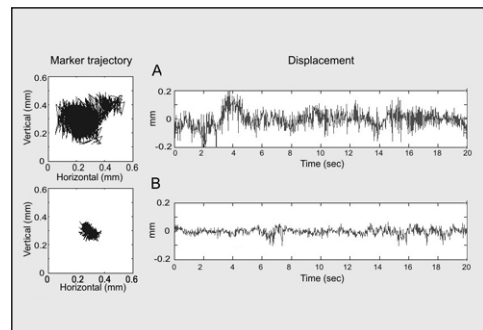 Marker trajectory
A
Displacement
0.6
0.4
0.2
0
Vertical (mm)
0 0.2 0.4 0.6
Horizontal (mm)
0.2
0
-0.2
mm
0 2 4 6 8 10 12 14 16 18 20
Time (sec)
B
0.6
0.4
0.2
0
Vertical (mm)
0 0.2 0.4 0.6
Horizontal (mm)
0.2
0
-0.2
mm
0 2 4 6 8 10 12 14 16 18 20
Time (sec)